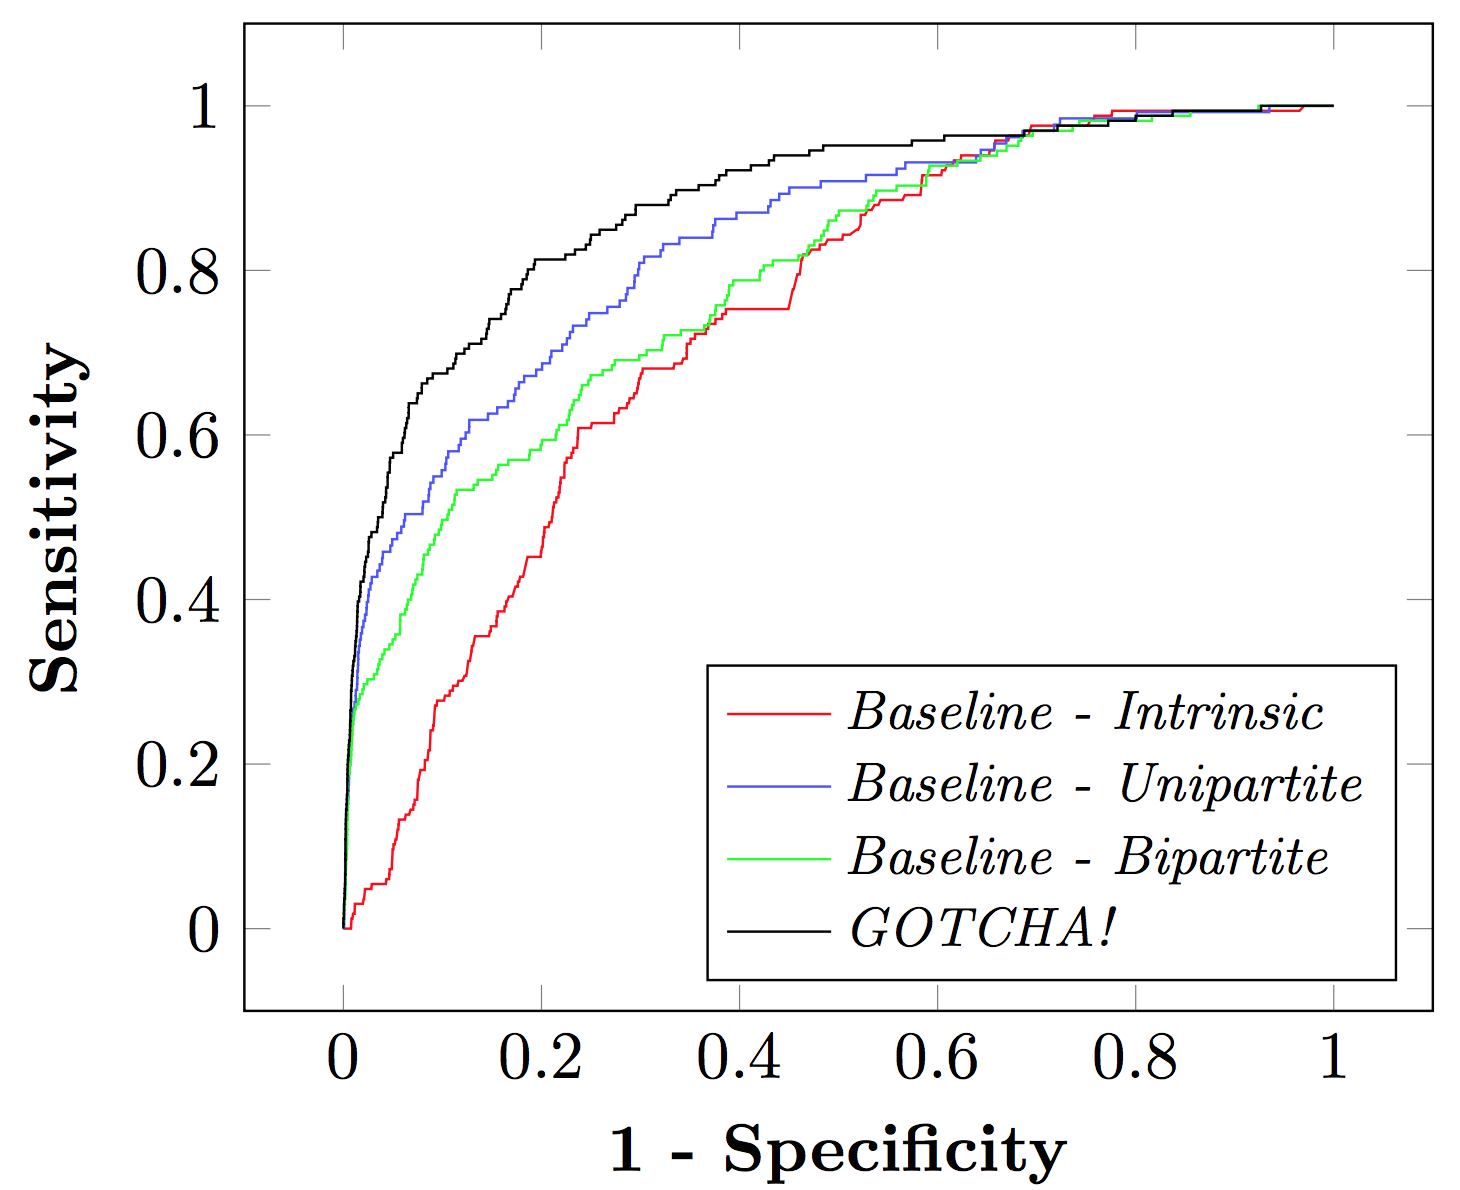 1
0.8
0.6
0.4
0.2
0
Sensitivity
Baseline - Intrinsic
Baseline - Unipartite
Baseline - Bipartite
GOTCHA!
0 0.2 0.4 0.6 0.8 1
1 - Specificity